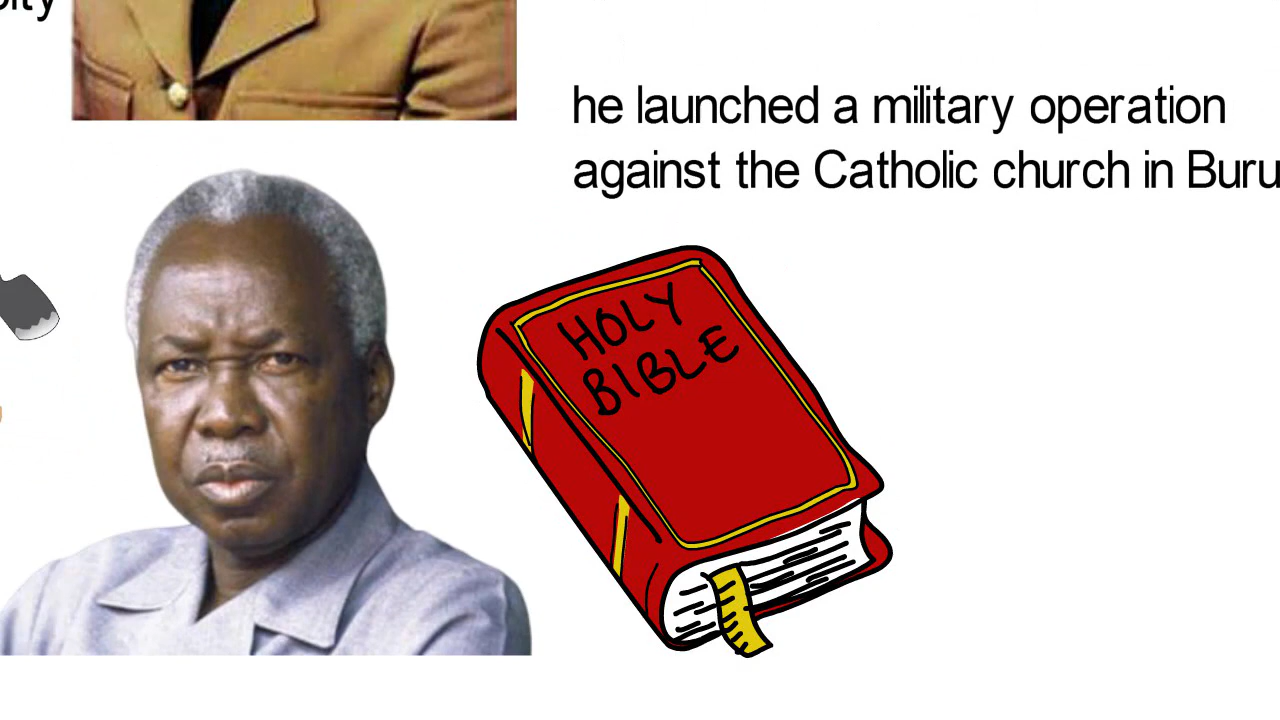 he launched a military operation
against the Catholic church in Buru
HOLY
BIBLE